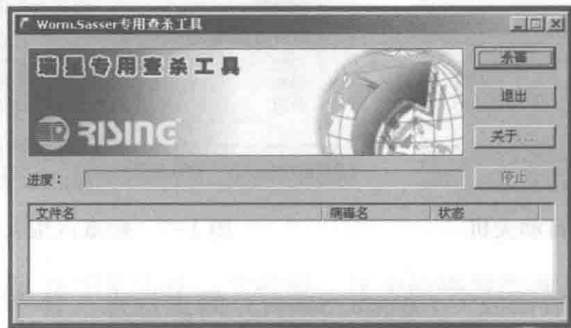 Worm.Sasser专用查杀工具
瑞星专用查杀工具
RISING
杀毒
退出
关于...
进度：
停止
文件名 病毒名 状态